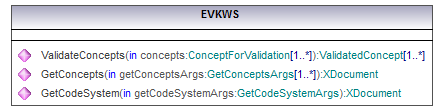 EVKWS
ValidateConcepts(in concepts:ConceptForValidation[1..*]):ValidatedConcept[1..*]
GetConcepts(in getConceptsArgs:GetConceptsArgs[1..*]):XDocument
GetCodeSystem(in getCodeSystemArgs:GetCodeSystemArgs):XDocument